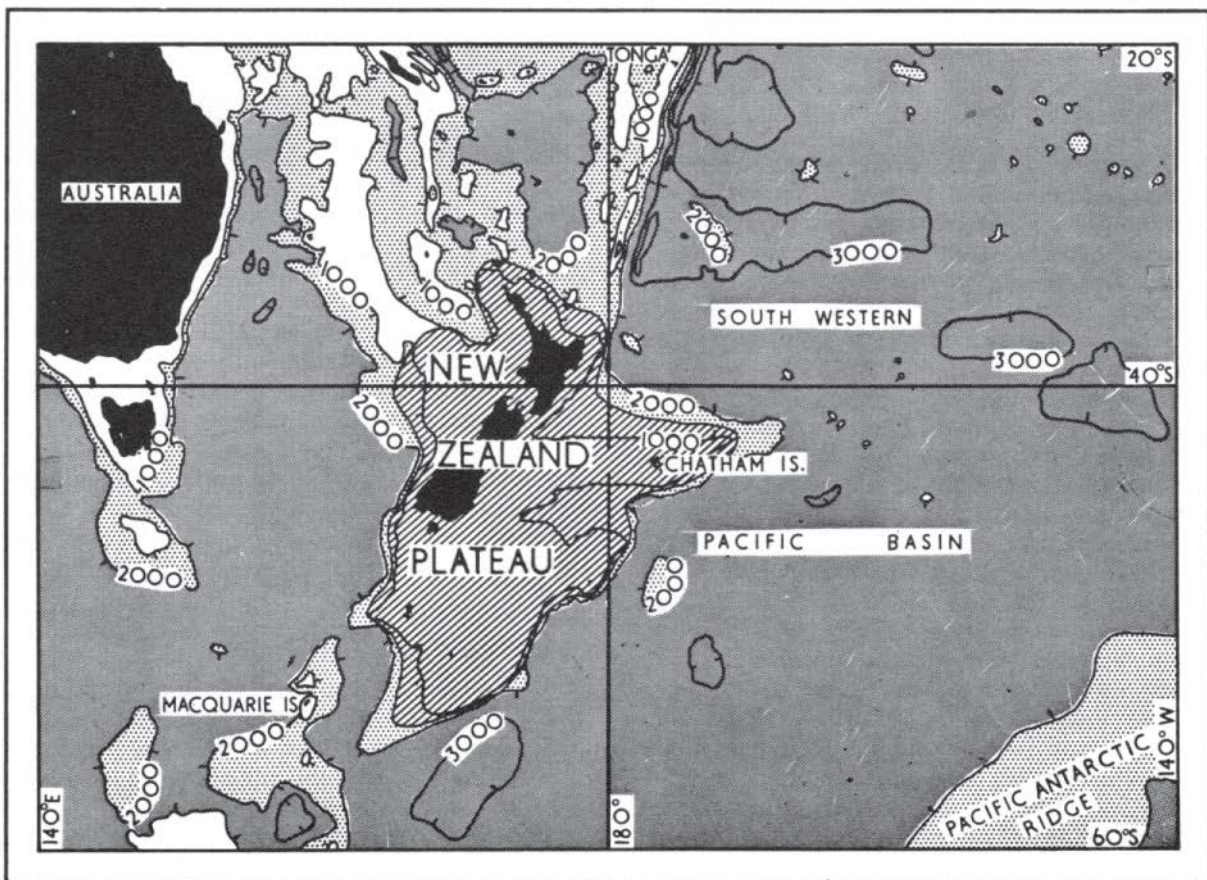 TONGA
20°S
1000
AUSTRALIA
2000
2000
3000
1000
1000
SOUTH WESTERN
NEW
3000
40°S
2000
2000
1000
1000
ZEALAND
CHATHAM IS.
PACIFIC BASIN
PLATEAU
2000
2000
MACQUARIE IS
2000
3000
2000
140°W
PACIFIC ANTARCTIC
RIDGE
140°E
180°
60°S